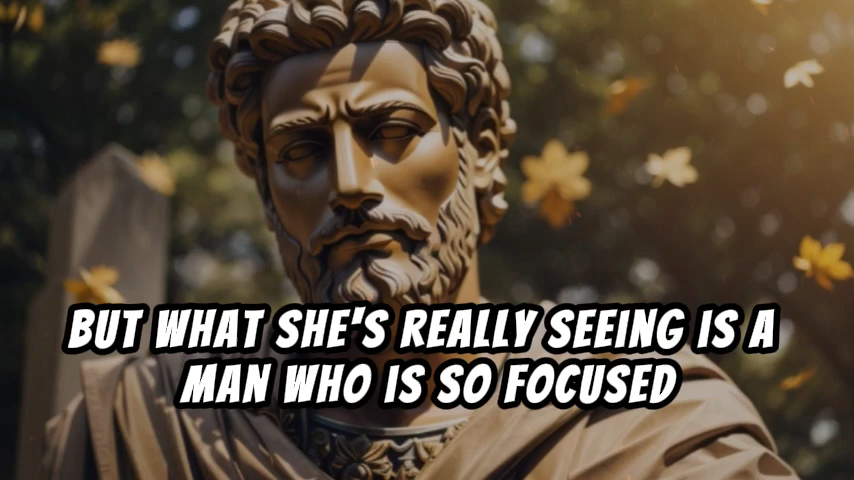 BUT WHAT SHE'S REALLY SEEING IS A
MAN WHO IS SO FOCUSED